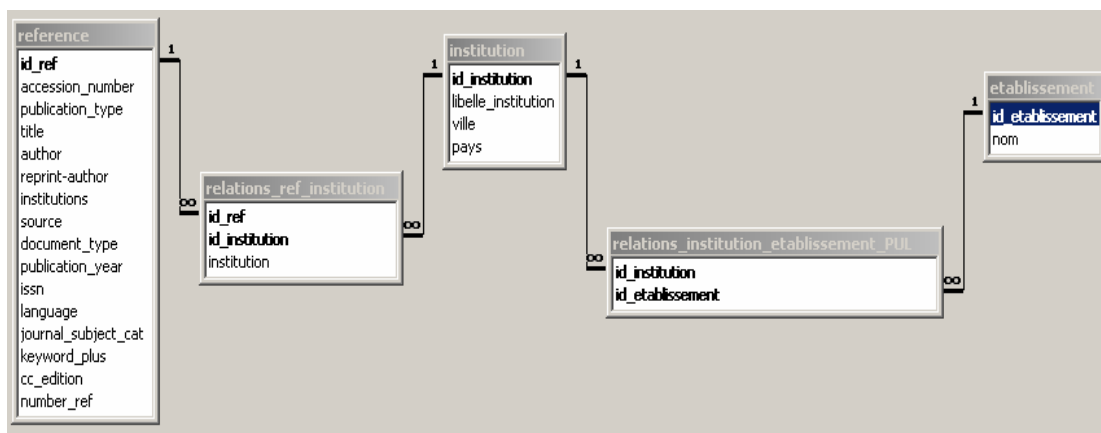 reference
id_ref
accession_number
publication_type
title
author
reprint-author
institutions
source
document_type
publication_year
issn
language
journal_subject_cat
keyword_plus
cc_edition
number_ref
1
∞
relations_ref_institution
id_ref
id_institution
institution
1
∞
institution
id_institution
libelle_institution
ville
pays
1
∞
relations_institution_etablissement_PUL
id_institution
id_etablissement
1
∞
etablissement
id_etablissement
nom